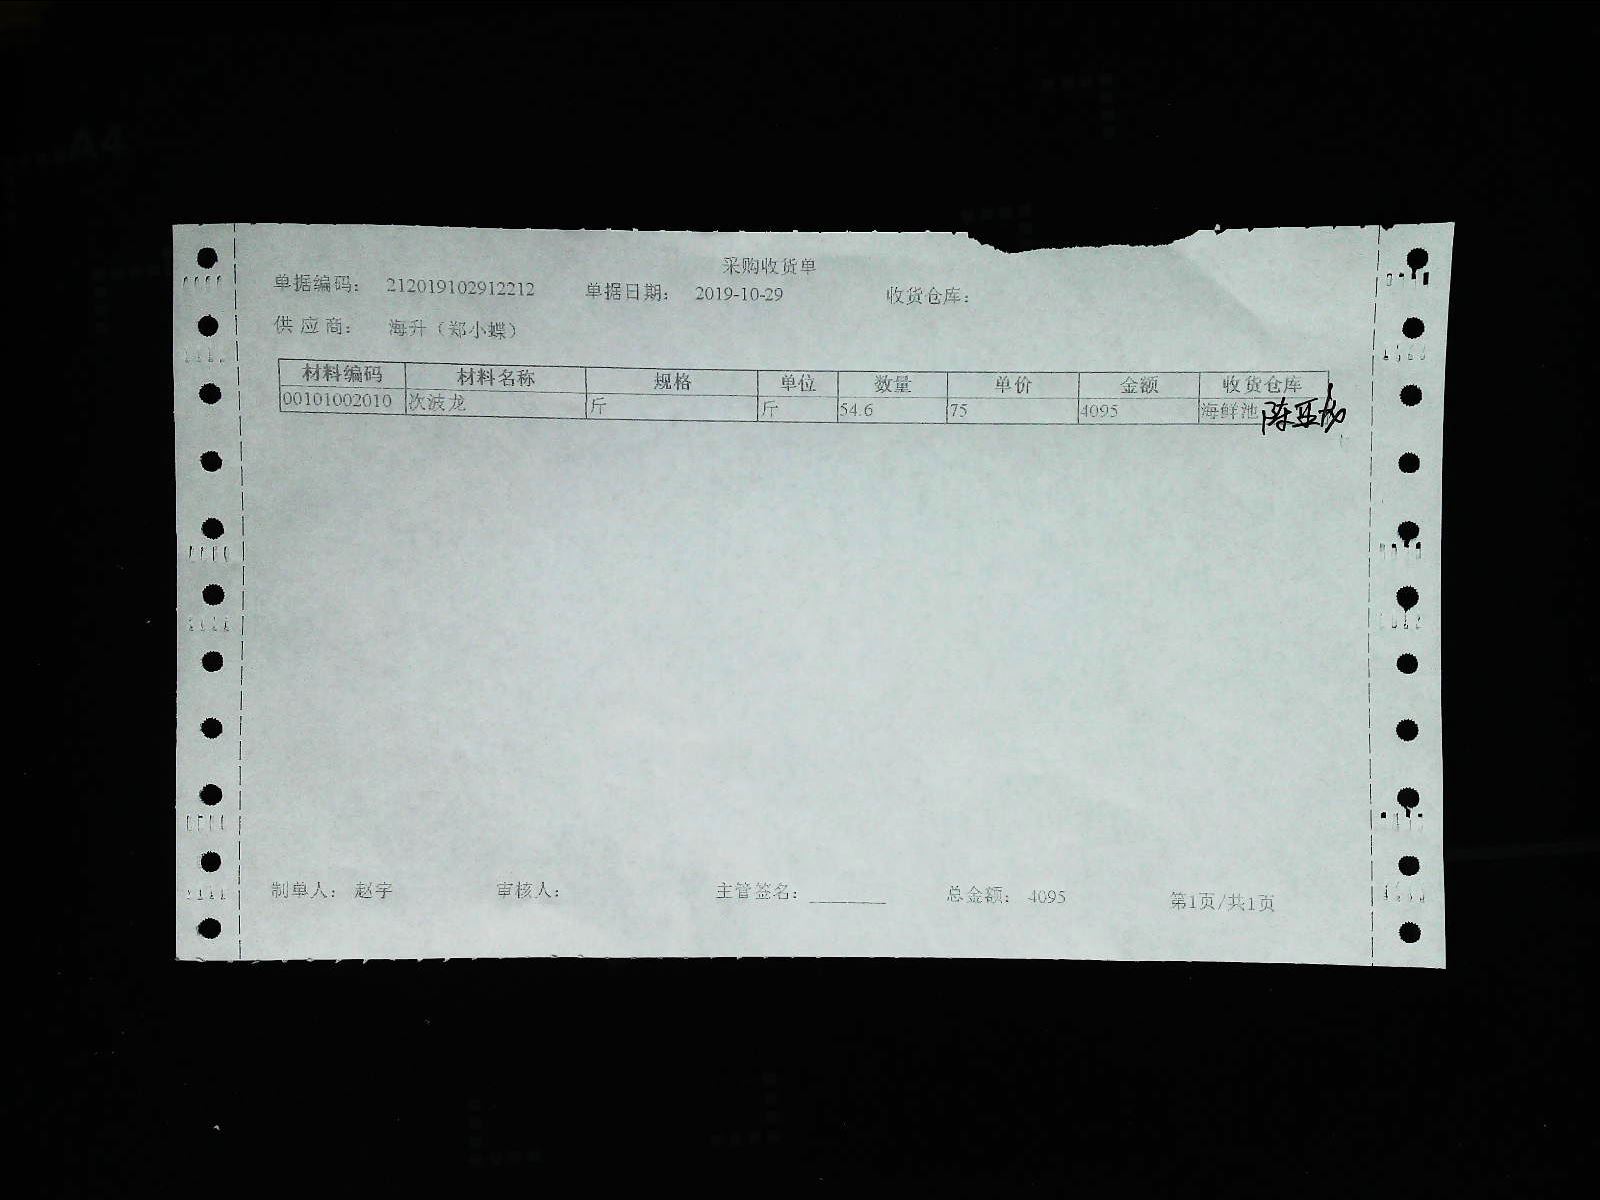 采购收货单
单据编码： 212019102912212 单据日期： 2019-10-29 收货仓库：
供 应 商： 海升（郑小蝶）
材料编码 材料名称 规格 单位 数量 单价 金额 收货仓库
00101002010 次波龙 斤 斤 54.6 75 4095 海鲜池
制单人： 赵宇 审核人： 主管签名： ________ 总金额： 4095 第1页/共1页